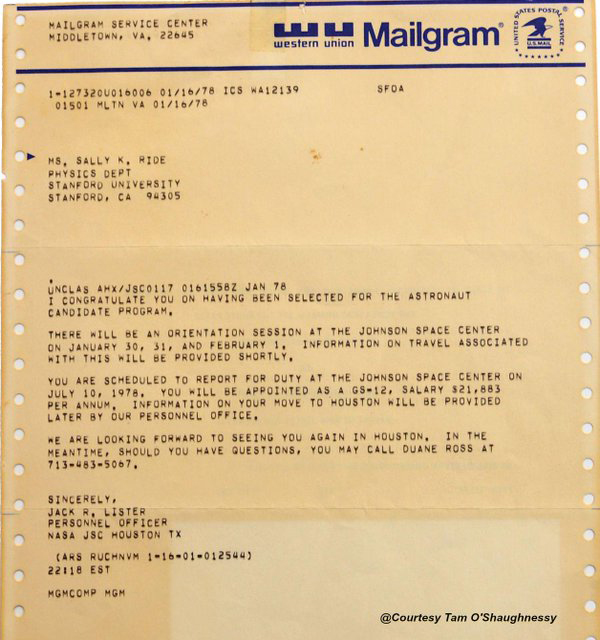 MAILGRAM SERVICE CENTER
MIDDLETOWN, VA. 22645
western union Mailgram®
UNITED STATES POSTAL SERVICE
U.S.MAIL
1-127320U016006 01/16/78 ICS WA12139 SFOA
01501 MLTN VA 01/16/78
MS. SALLY K. RIDE
PHYSICS DEPT
STANFORD UNIVERSITY
STANFORD, CA 94305
UNCLAS AHX/JSC0117 0161558Z JAN 78
I CONGRATULATE YOU ON HAVING BEEN SELECTED FOR THE ASTRONAUT
CANDIDATE PROGRAM.
THERE WILL BE AN ORIENTATION SESSION AT THE JOHNSON SPACE CENTER
ON JANUARY 30, 31, AND FEBRUARY 1. INFORMATION ON TRAVEL ASSOCIATED
WITH THIS WILL BE PROVIDED SHORTLY.
YOU ARE SCHEDULED TO REPORT FOR DUTY AT THE JOHNSON SPACE CENTER ON
JULY 10, 1978. YOU WILL BE APPOINTED AS A GS-12, SALARY $21,883
PER ANNUM. INFORMATION ON YOUR MOVE TO HOUSTON WILL BE PROVIDED
LATER BY OUR PERSONNEL OFFICE.
WE ARE LOOKING FORWARD TO SEEING YOU AGAIN IN HOUSTON. IN THE
MEANTIME, SHOULD YOU HAVE QUESTIONS, YOU MAY CALL DUANE ROSS AT
713-483-5067.
SINCERELY,
JACK R. LISTER
PERSONNEL OFFICER
NASA JSC HOUSTON TX
(ARS RUCHNVM 1-16-01-012544)
22:18 EST
MGMCOMP MGM
@Courtesy Tam O'Shaughnessy